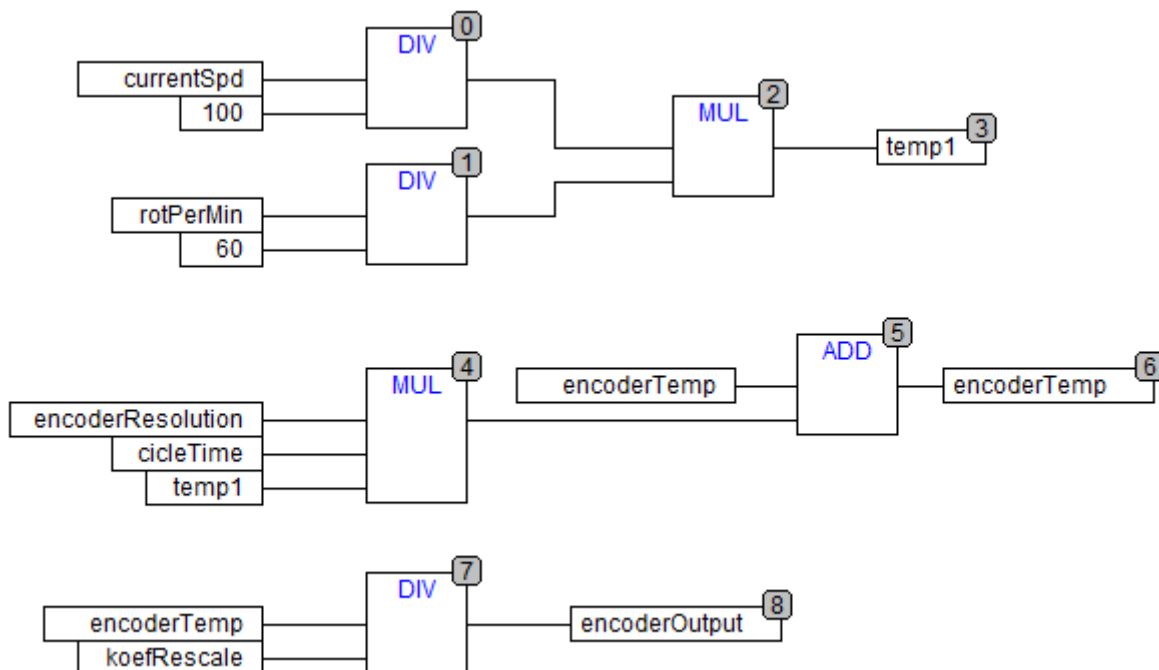 0
DIV
currentSpd
100
2
MUL
3
temp1
1
DIV
rotPerMin
60
5
ADD
4
MUL
encoderTemp
6
encoderTemp
encoderResolution
cicleTime
temp1
7
DIV
8
encoderTemp
encoderOutput
koefRescale